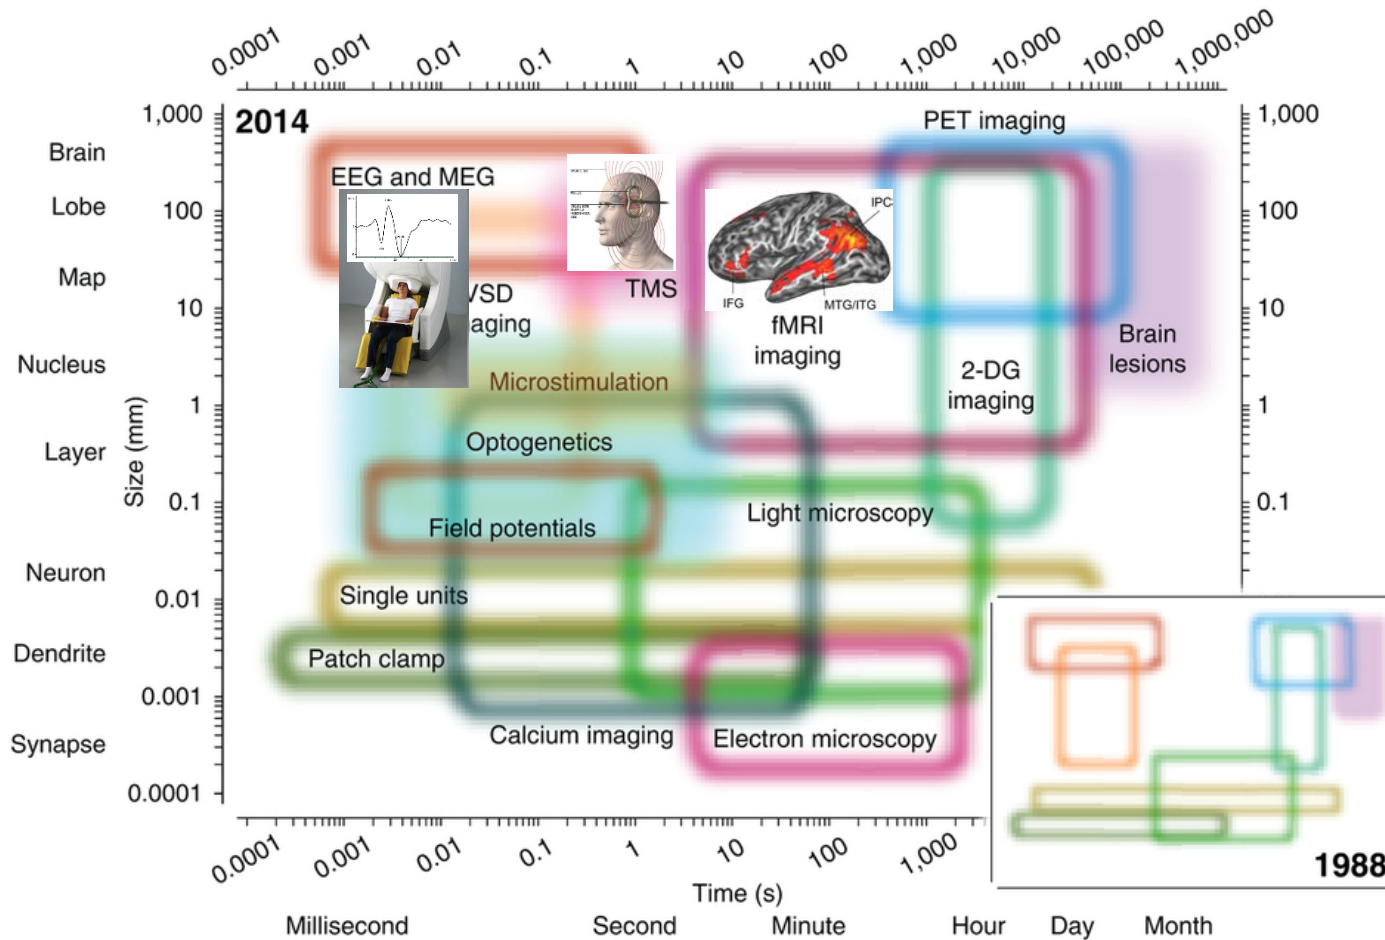 0.0001 0.001 0.01 0.1 1 10 100 1,000 10,000 100,000 1,000,000
2014
1,000
100
10
1
0.1
0.01
0.001
0.0001
1,000
100
10
1
0.1
Size (mm)
Brain
Lobe
Map
Nucleus
Layer
Neuron
Dendrite
Synapse
PET imaging
EEG and MEG
IPC
IFG
MTG/ITG
TMS
VSD
aging
fMRI
imaging
Brain
lesions
2-DG
imaging
Microstimulation
Optogenetics
Light microscopy
Field potentials
Single units
Patch clamp
Calcium imaging
Electron microscopy
1988
0.0001 0.001 0.01 0.1 1 10 100 1,000
Time (s)
Millisecond Second Minute Hour Day Month